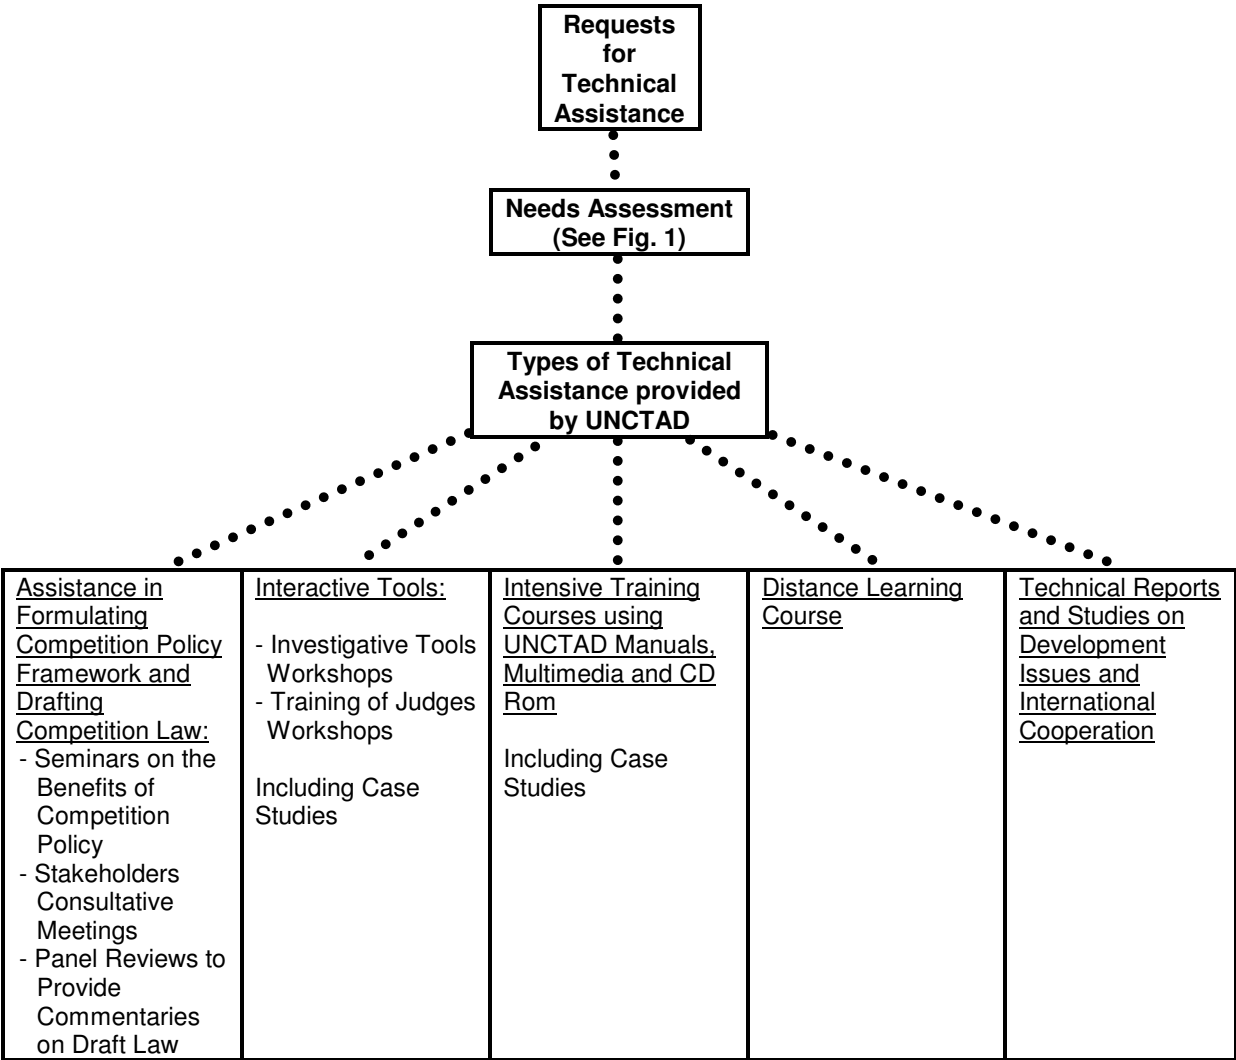 Requests
for
Technical
Assistance
Needs Assessment
(See Fig. 1)
Types of Technical
Assistance provided
by UNCTAD
Assistance in
Formulating
Competition Policy
Framework and
Drafting
Competition Law:
- Seminars on the
Benefits of
Competition
Policy
- Stakeholders
Consultative
Meetings
- Panel Reviews to
Provide
Commentaries
on Draft Law
Interactive Tools:
- Investigative Tools
Workshops
- Training of Judges
Workshops
Including Case
Studies
Intensive Training
Courses using
UNCTAD Manuals,
Multimedia and CD
Rom
Including Case
Studies
Distance Learning
Course
Technical Reports
and Studies on
Development
Issues and
International
Cooperation